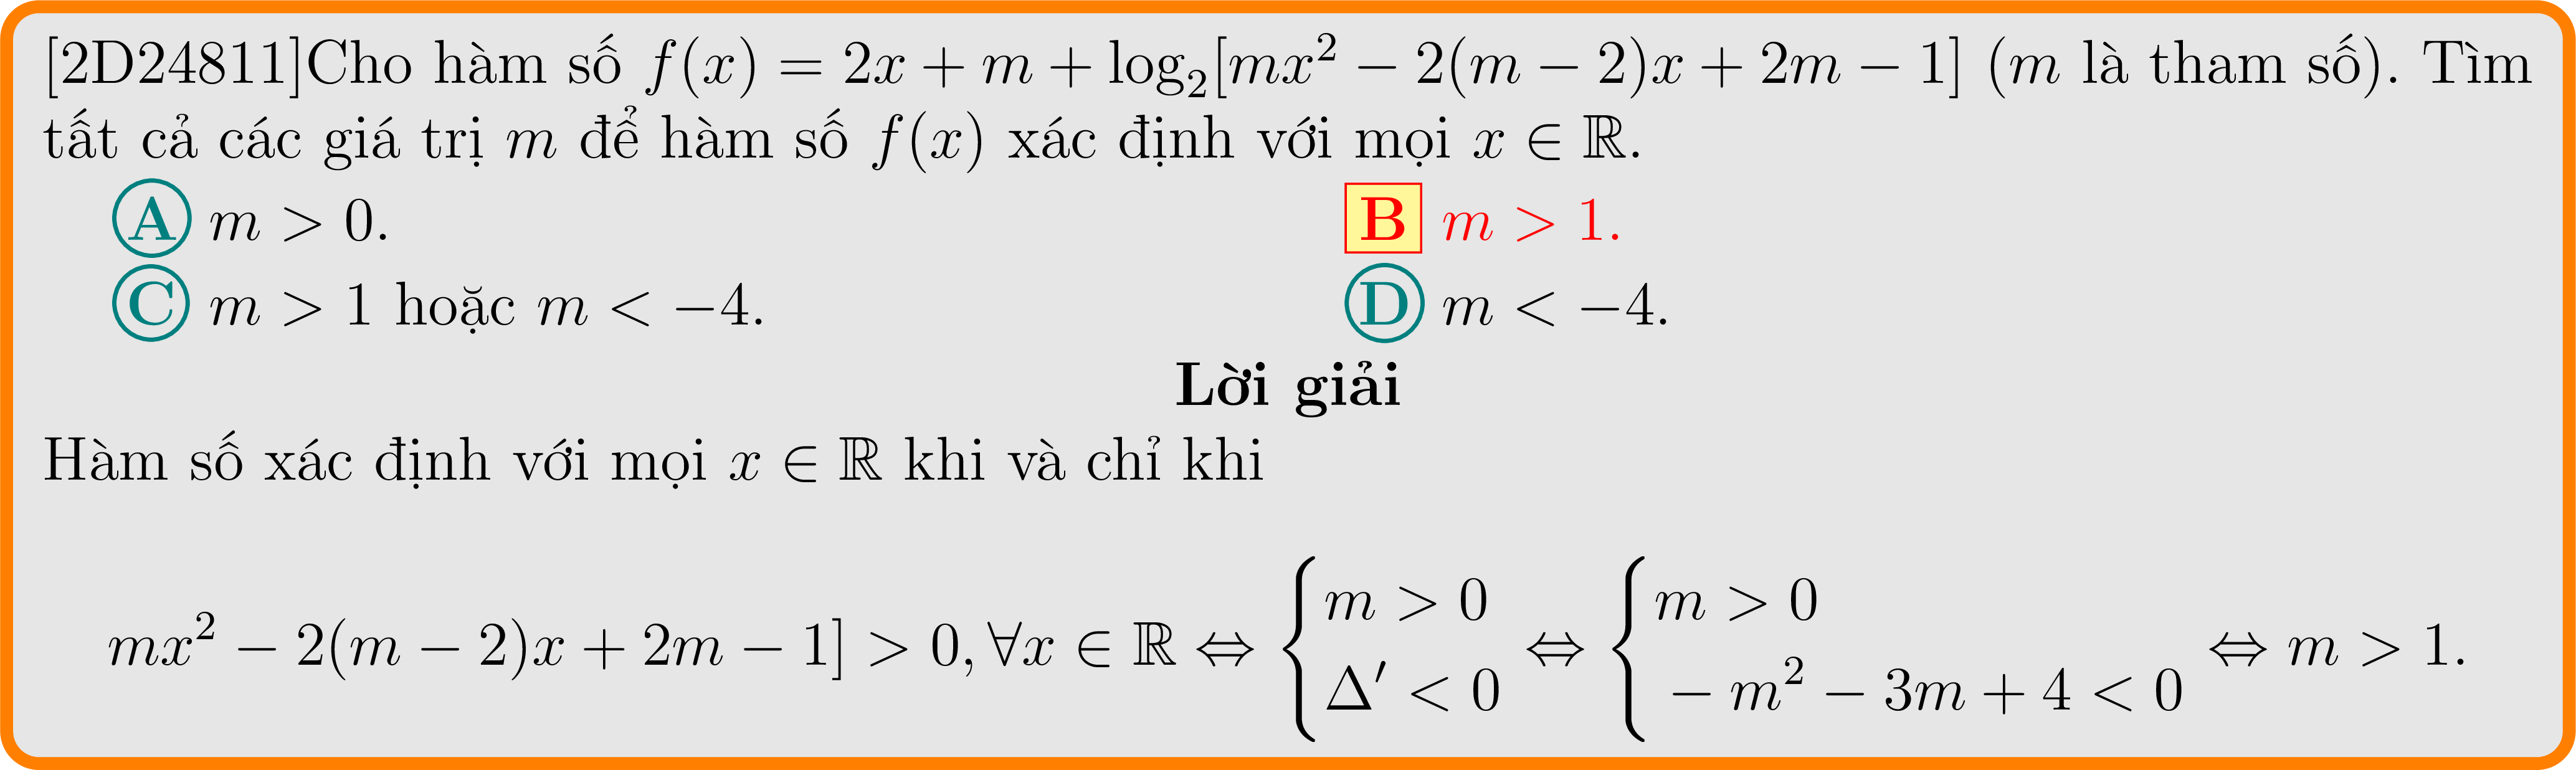 [2D24811]Cho hàm số $f(x) = 2x + m + \log_2[mx^2 - 2(m - 2)x + 2m - 1]$ ($m$ là tham số). Tìm
tất cả các giá trị $m$ để hàm số $f(x)$ xác định với mọi $x \in \mathbb{R}$.
A $m > 0$. B $m > 1$.
C $m > 1$ hoặc $m < -4$. D $m < -4$.
Lời giải
Hàm số xác định với mọi $x \in \mathbb{R}$ khi và chỉ khi
$mx^2 - 2(m - 2)x + 2m - 1] > 0, \forall x \in \mathbb{R} \Leftrightarrow \begin{cases} m > 0 \\ \Delta' < 0 \end{cases} \Leftrightarrow \begin{cases} m > 0 \\ -m^2 - 3m + 4 < 0 \end{cases} \Leftrightarrow m > 1.$